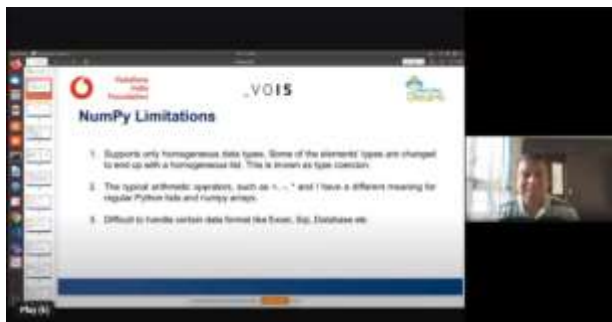 Vodafone
Idea
Foundation
_VOIS
NumPy Limitations
1. Supports only homogeneous data types. Some of the elements' types are changed
to end up with a homogeneous list. This is known as type coercion.
2. The typical arithmetic operators, such as +, -, * and / have a different meaning for
regular Python lists and numpy arrays.
3. Difficult to handle certain data format like Excel, Sql, Database etc
Play (k)